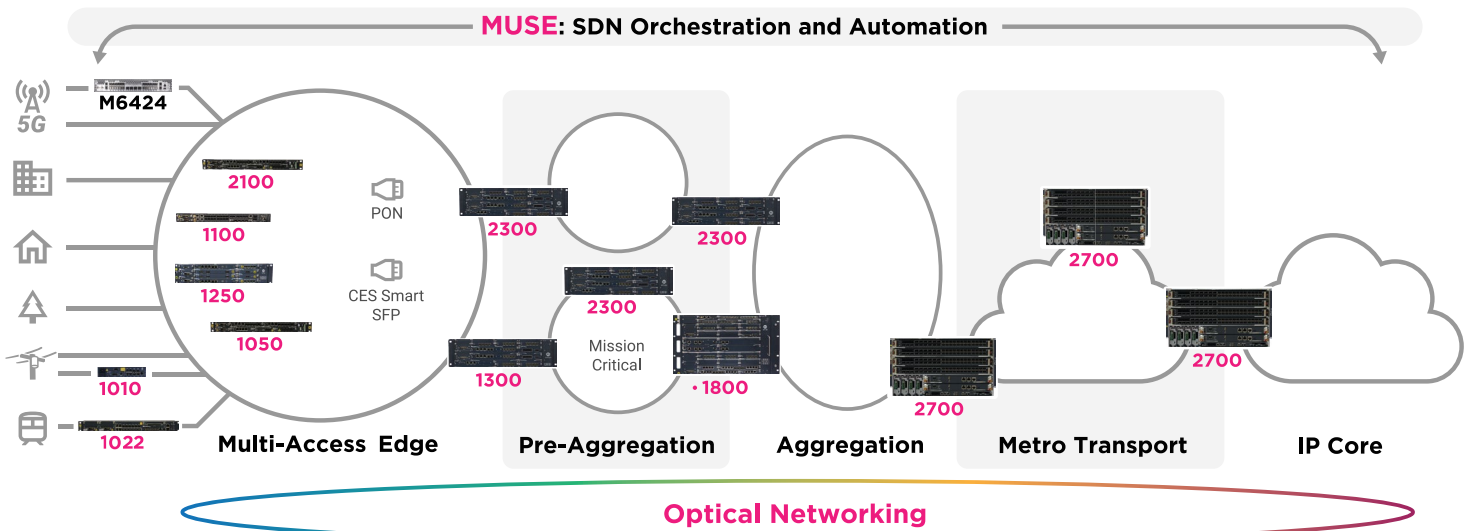 MUSE: SDN Orchestration and Automation
5G
M6424
2100
1100
1250
1050
PON
CES Smart
SFP
1010
1022
2300
2300
2300
1300
Mission
Critical
• 1800
2700
2700
2700
Multi-Access Edge
Pre-Aggregation
Aggregation
Metro Transport
IP Core
Optical Networking